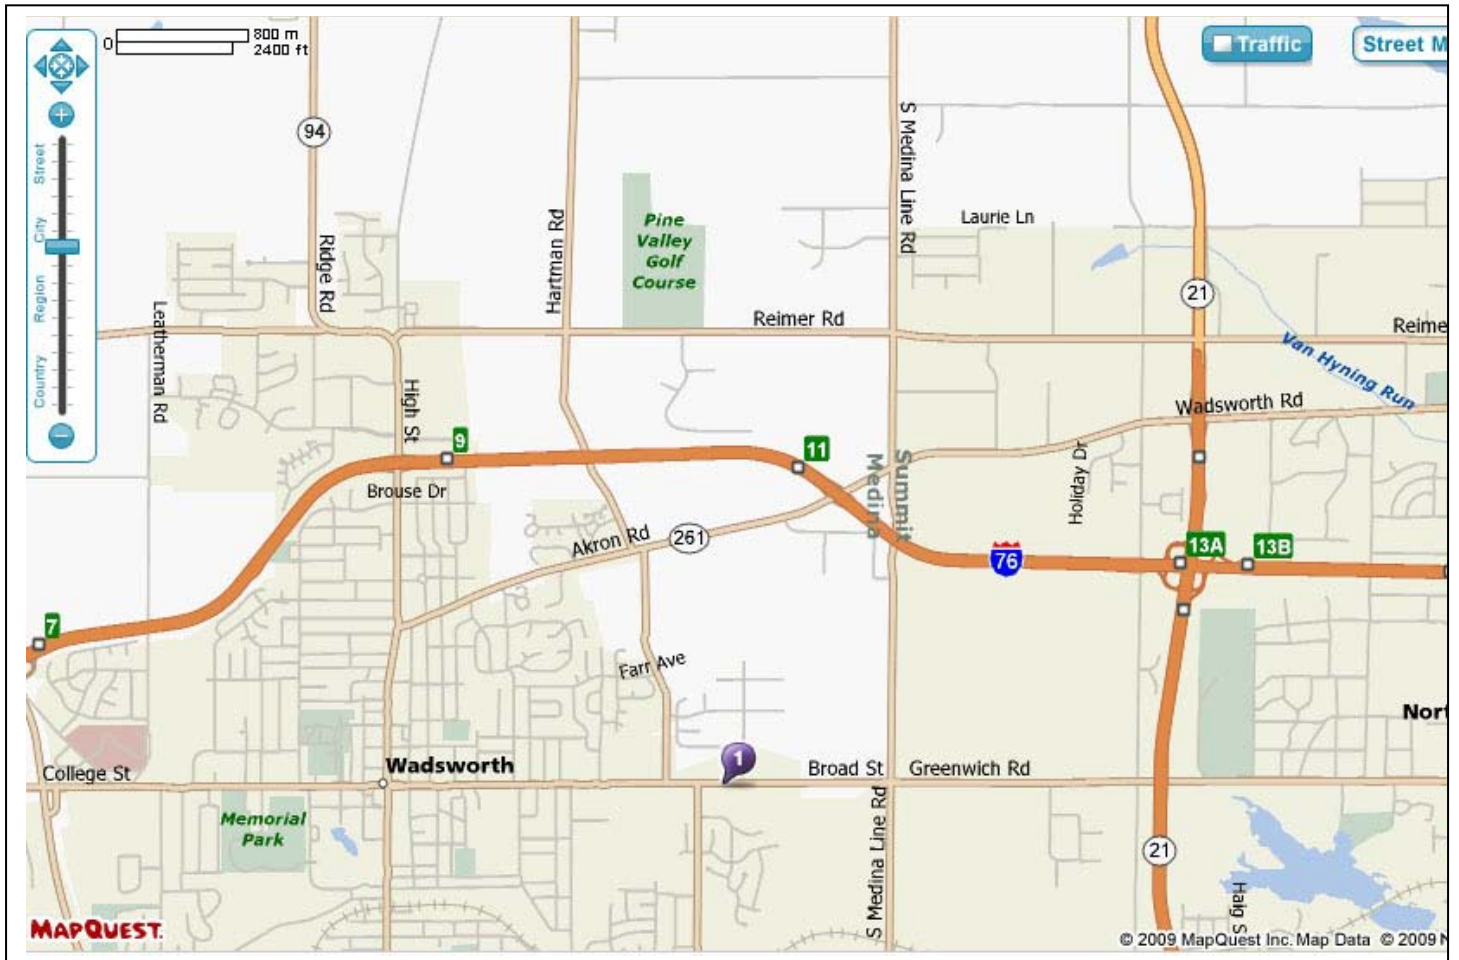 0
800 m
2400 ft
Traffic
Street M
Street
City
Region
Country
94
S Medina Line Rd
Laurie Ln
Hartman Rd
Pine
Valley
Golf
Course
Ridge Rd
21
Leatherman Rd
Reimer Rd
Reime
Van Hyning Run
High St
Wadsworth Rd
9
11
Summit
Medina
Holiday Dr
Brouse Dr
Akron Rd
261
76
13A
13B
7
Farr Ave
Nort
1
Wadsworth
College St
Broad St
Greenwich Rd
Memorial
Park
S Medina Line Rd
21
Haig S
MAPQUEST.
© 2009 MapQuest Inc. Map Data © 2009 N